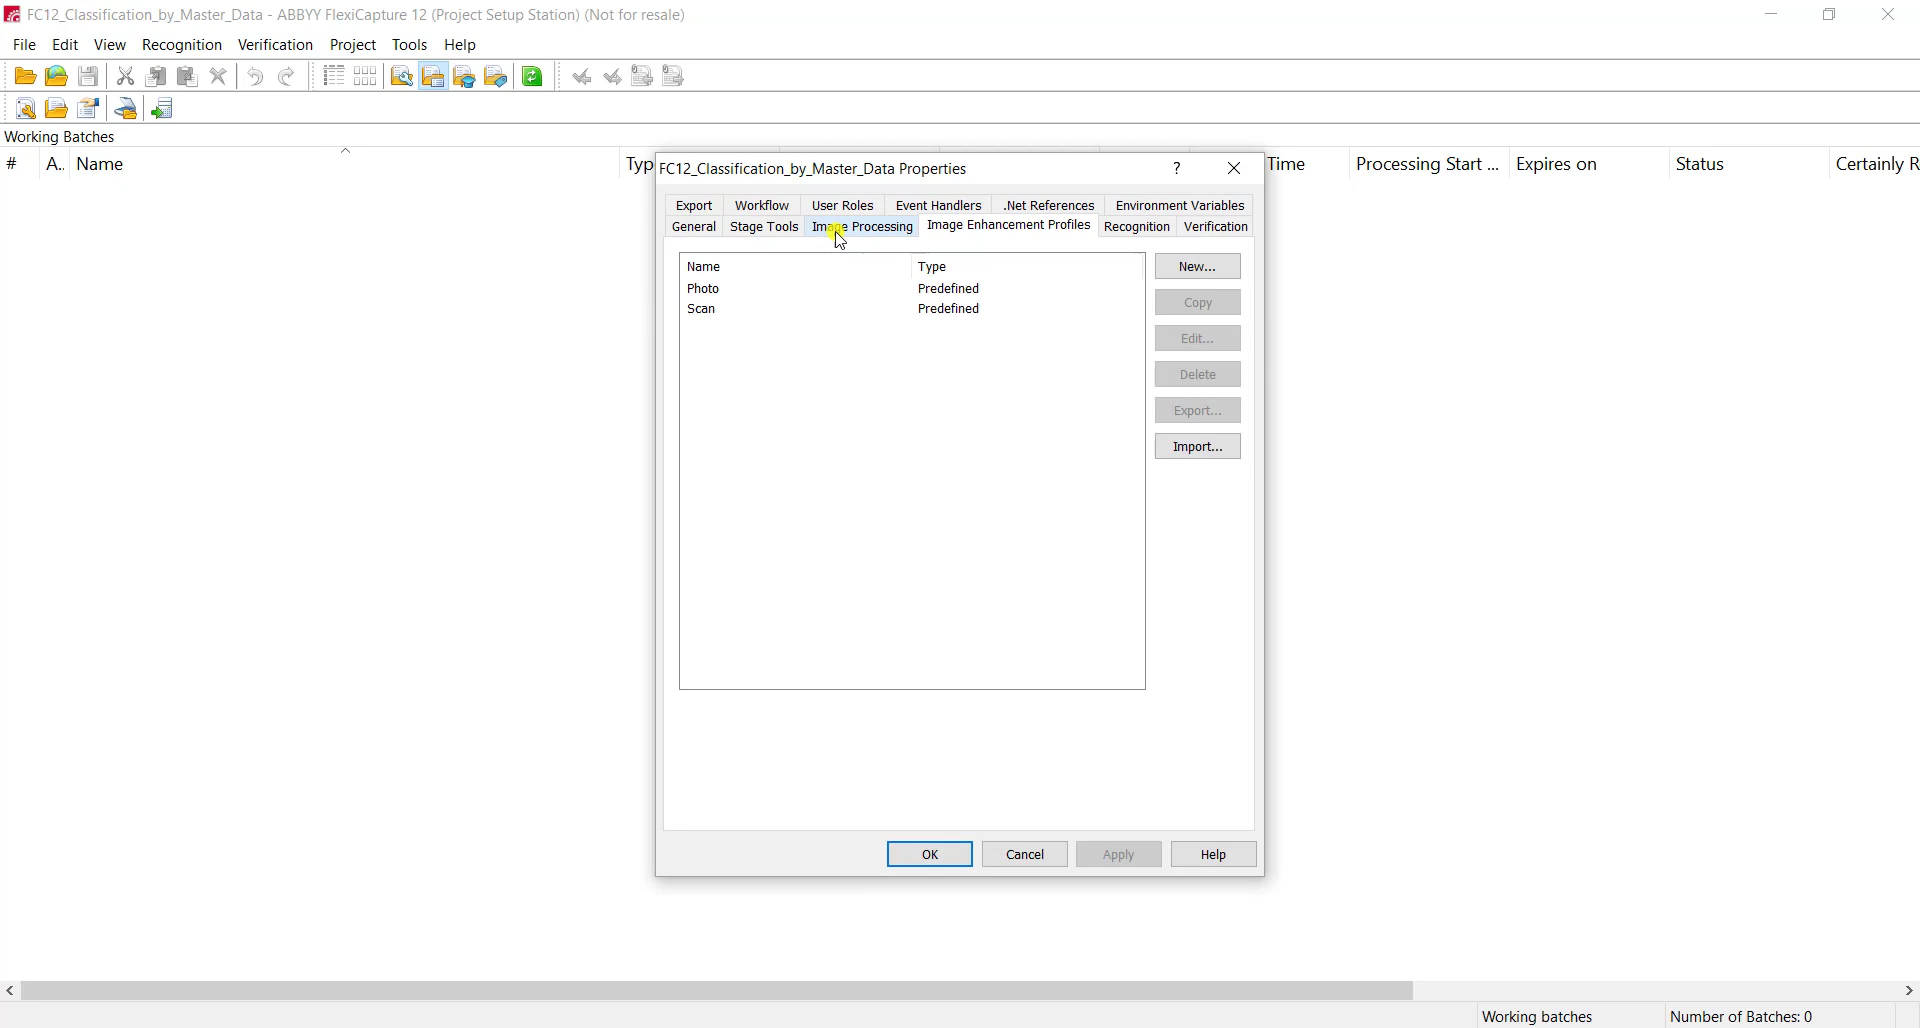 FC12_Classification_by_Master_Data - ABBYY FlexiCapture 12 (Project Setup Station) (Not for resale)
File Edit View Recognition Verification Project Tools Help
Working Batches
# A.. Name Typ Time Processing Start ... Expires on Status Certainly R
FC12_Classification_by_Master_Data Properties ?
Export Workflow User Roles Event Handlers .Net References Environment Variables
General Stage Tools Image Processing Image Enhancement Profiles Recognition Verification
Name Type
Photo Predefined
Scan Predefined
New...
Copy
Edit...
Delete
Export...
Import...
OK Cancel Apply Help
Working batches Number of Batches: 0